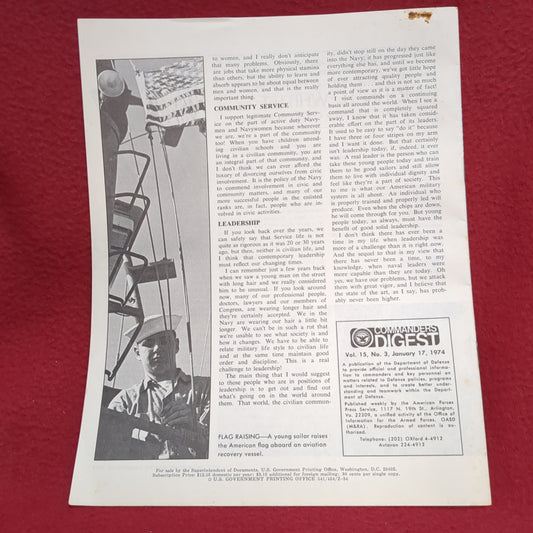 to women, and I really don't anticipate
that many problems. Obviously, there
are jobs that take more physical stamina
than others, but the ability to learn and
absorb appears to be about equal between
men and women, and that is the really
important thing.
COMMUNITY SERVICE
I support legitimate Community Serv-
ice on the part of active duty Navy-
men and Navywomen because wherever
we are, we're a part of the community
too! When you have children attend-
ing civilian schools and you are
living in a civilian community, you are
an integral part of that community, and
I don't think we can ever afford the
luxury of divorcing ourselves from civic
involvement. It is the policy of the Navy
to commend involvement in civic and
community matters, and many of our
more successful people in the enlisted
ranks are, in fact, people who are in-
volved in civic activities.
LEADERSHIP
If you look back over the years, we
can safely say that Service life is not
quite as rigorous as it was 20 or 30 years
ago, but then, neither is civilian life, and
I think that contemporary leadership
must reflect our changing times.
I can remember just a few years back
when we saw a young man on the street
with long hair and we really considered
him to be unusual. If you look around
now, many of our professional people,
doctors, lawyers and our members of
Congress, are wearing longer hair and
they're certainly accepted. We in the
Navy are wearing our hair a little bit
longer. We can't be in such a rut that
we're unable to see what society is and
how it changes. We have to be able to
relate military life style to civilian life
and at the same time maintain good
order and discipline. This is a real
challenge to leadership!
The main thing that I would suggest
to those people who are in positions of
leadership is to get out and find out
what's going on in the world around
them. That world, the civilian commun-
ity, didn't stop still on the day they came
into the Navy; it has progressed just like
everything else has, and until we become
more contemporary, we've got little hope
of ever attracting quality people and
holding them . . . and this is not so much
a point of view as it is a matter of fact!
I visit commands on a continuing
basis all around the world. When I see a
command that is completely squared
away, I know that it has taken consid-
erable effort on the part of its leaders.
It used to be easy to say "do it" because
I have three or four stripes on my arm
and I want it done. But that certainly
isn't leadership today, if, indeed, it ever
was. A real leader is the person who can
take these young people today and train
them to be good sailors and still allow
them to live with individual dignity and
feel like they're a part of society. This
to me is what our American military
system is all about. An individual who
is properly trained and properly led will
produce. Even when the chips are down,
he will come through for you. But young
people today, as always, must have the
benefit of good solid leadership.
I don't think there has ever been a
time in my life when leadership was
more of a challenge than it is right now.
And the sequel to that is my view that
there has never been a time, to my
knowledge, when naval leaders were
more capable than they are today. Oh
yes, we have our problems, but we attack
them with great vigor, and I believe that
the state of the art, as I say, has prob-
ably never been higher.
COMMANDERS
DIGEST
Vol. 15, No. 3, January 17, 1974
A publication of the Department of Defense
to provide official and professional informa-
tion to commanders and key personnel on
matters related to Defense policies, programs
and interests, and to create better under-
standing and teamwork within the Depart-
ment of Defense.
Published weekly by the American Forces
Press Service, 1117 N. 19th St., Arlington,
Va. 22209, a unified activity of the Office of
Information for the Armed Forces, OASD
(M&RA). Reproduction of content is au-
thorized.
Telephone: (202) OXford 4-4912
Autovon 224-4912
FLAG RAISING—A young sailor raises
the American flag aboard an aviation
recovery vessel.
For sale by the Superintendent of Documents, U.S. Government Printing Office, Washington, D.C. 20402.
☆ U.S. GOVERNMENT PRINTING OFFICE